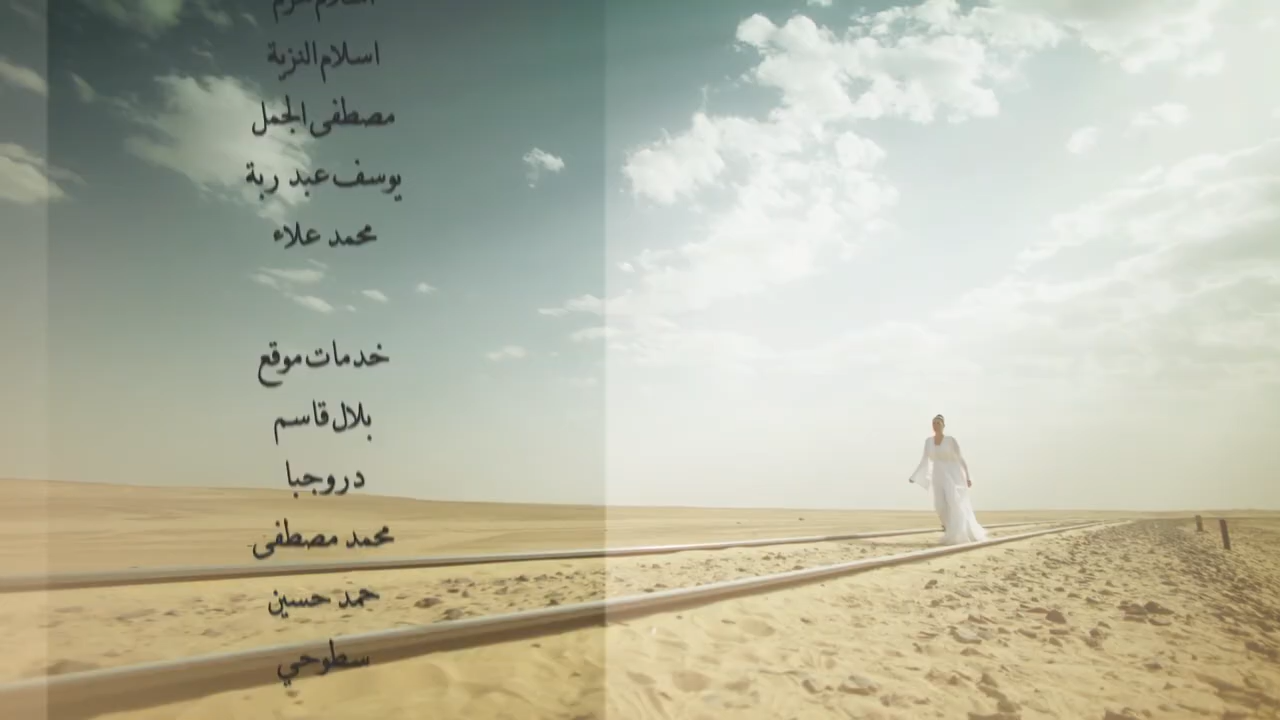 اسلام النزية
مصطفى الجمل
يوسف عبد ربة
محمد علاء
خدمات موقع
بلال قاسم
دروجبا
محمد مصطفى
حمد حسين
سطوحي